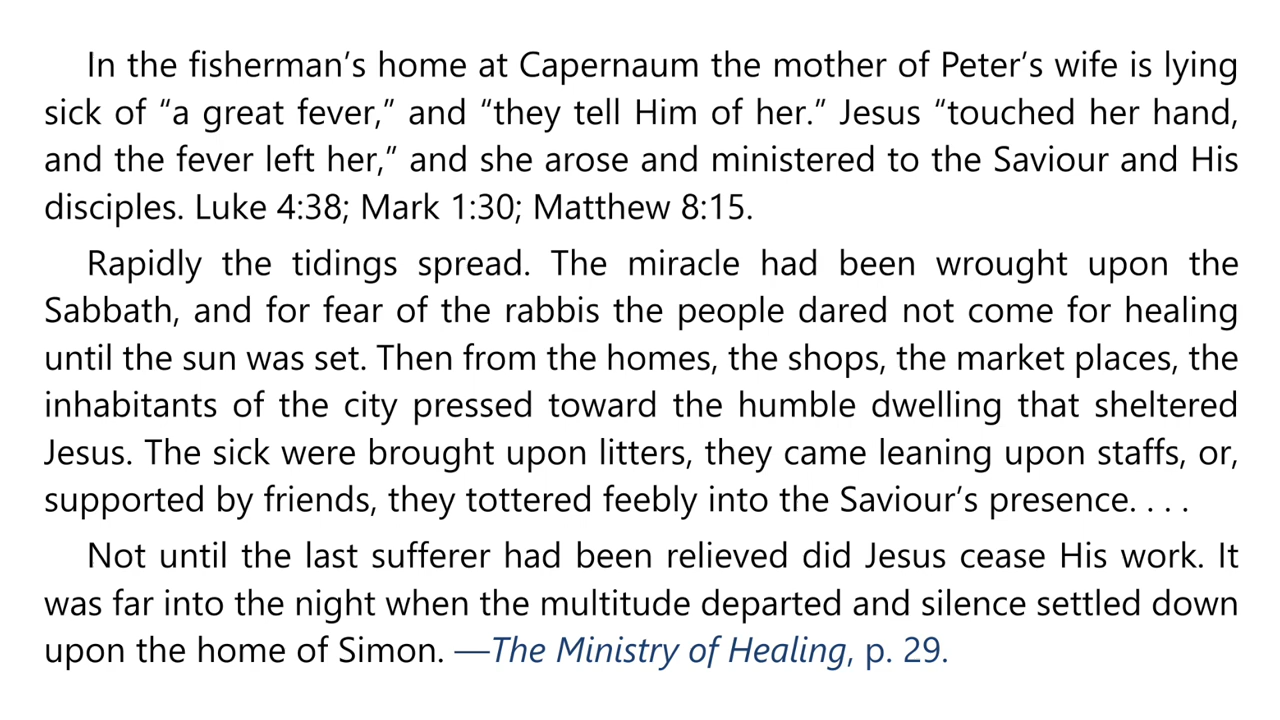 In the fisherman’s home at Capernaum the mother of Peter’s wife is lying
sick of “a great fever,” and “they tell Him of her.” Jesus “touched her hand,
and the fever left her,” and she arose and ministered to the Saviour and His
disciples. Luke 4:38; Mark 1:30; Matthew 8:15.
Rapidly the tidings spread. The miracle had been wrought upon the
Sabbath, and for fear of the rabbis the people dared not come for healing
until the sun was set. Then from the homes, the shops, the market places, the
inhabitants of the city pressed toward the humble dwelling that sheltered
Jesus. The sick were brought upon litters, they came leaning upon staffs, or,
supported by friends, they tottered feebly into the Saviour’s presence. . . .
Not until the last sufferer had been relieved did Jesus cease His work. It
was far into the night when the multitude departed and silence settled down
upon the home of Simon. —The Ministry of Healing, p. 29.